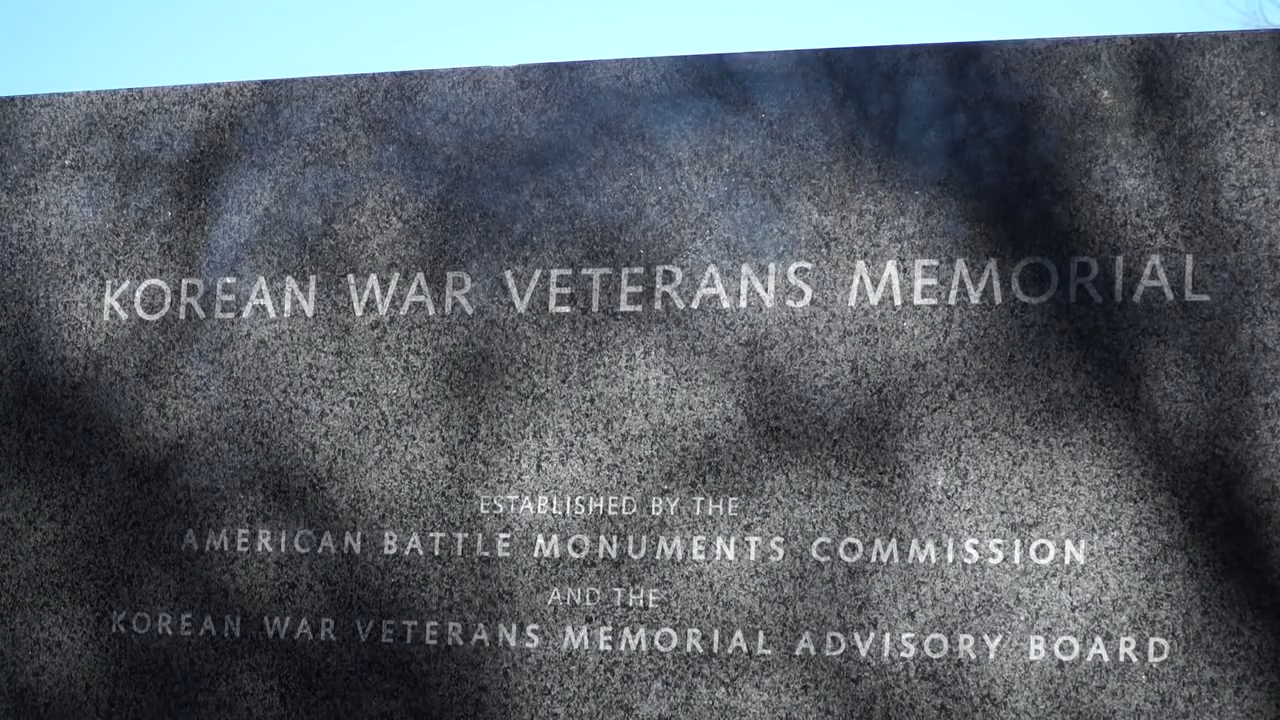 KOREAN WAR VETERANS MEMORIAL
ESTABLISHED BY THE
AMERICAN BATTLE MONUMENTS COMMISSION
AND THE
KOREAN WAR VETERANS MEMORIAL ADVISORY BOARD